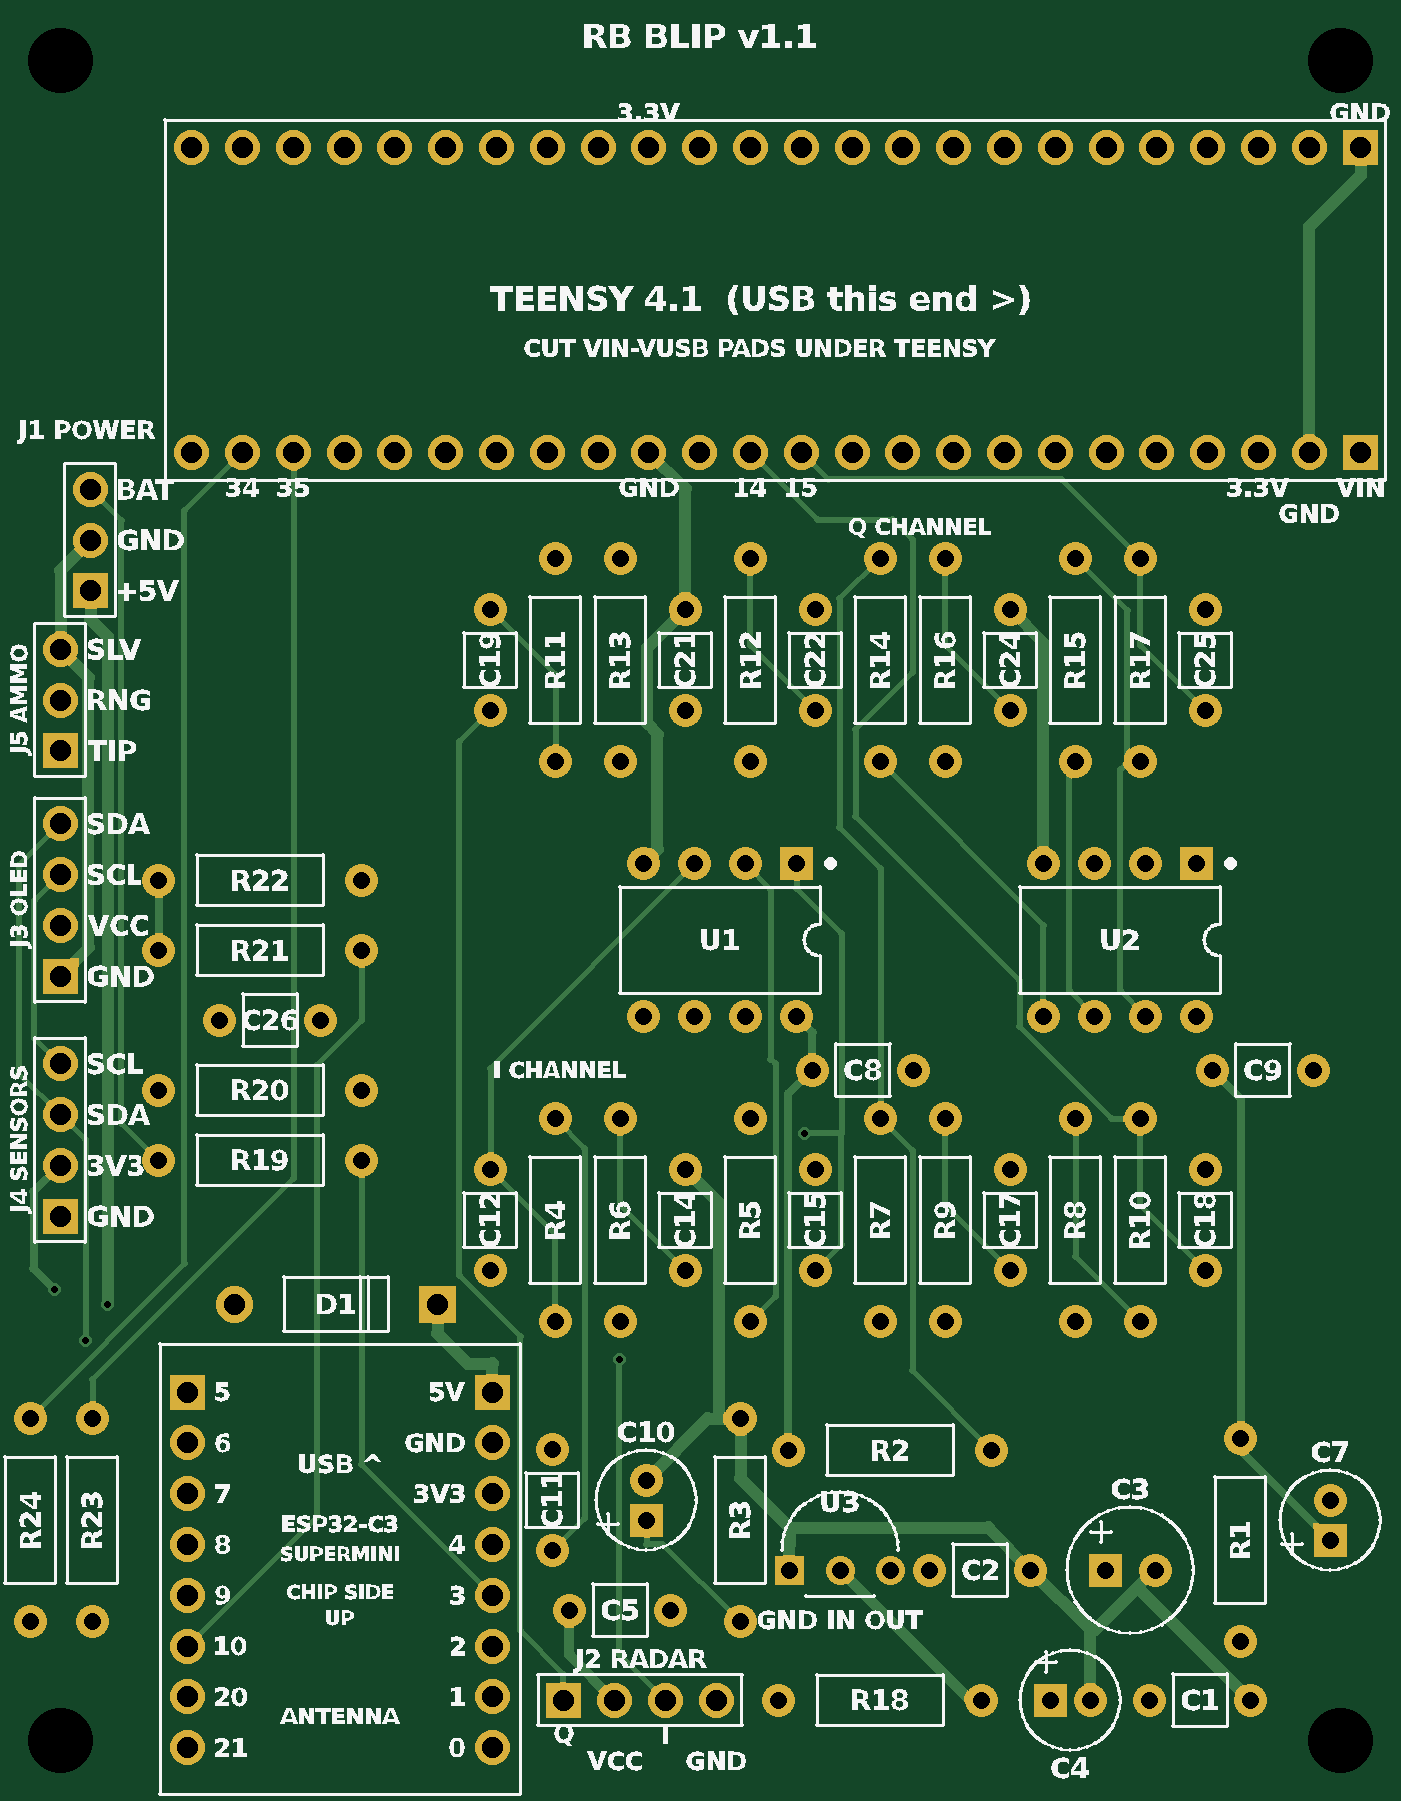 RB BLIP v1.1
3.3V
GND
TEENSY 4.1 (USB this end >)
CUT VIN-VUSB PADS UNDER TEENSY
J1 POWER
BAT
GND
+5V
34 35 GND 14 15 3.3V VIN
GND
Q CHANNEL
J5 AMMO
SLV
RNG
TIP
C19 R11 R13 C21 R12 C22 R14 R16 C24 R15 R17 C25
J3 OLED
SDA
SCL
VCC
GND
R22
R21
C26
R20
R19
U1
U2
J4 SENSORS
SCL
SDA
3V3
GND
I CHANNEL
C8
C9
C12 R4 R6 C14 R5 C15 R7 R9 C17 R8 R10 C18
D1
5 5V
6 GND
7 3V3
8 4
9 3
10 2
20 1
21 0
USB ^
ESP32-C3
SUPERMINI
CHIP SIDE
UP
ANTENNA
R24
R23
C10
+
C11
R3
R2
U3
C2
C3
+
C7
+
R1
C5
GND IN OUT
J2 RADAR
Q
VCC
I
GND
R18
+
C4
C1